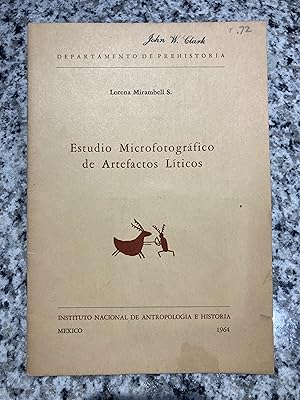 John W. Clark
.72
DEPARTAMENTO DE PREHISTORIA
Lorena Mirambell S.
Estudio Microfotográfico
de Artefactos Líticos
INSTITUTO NACIONAL DE ANTROPOLOGIA E HISTORIA
MEXICO 1964